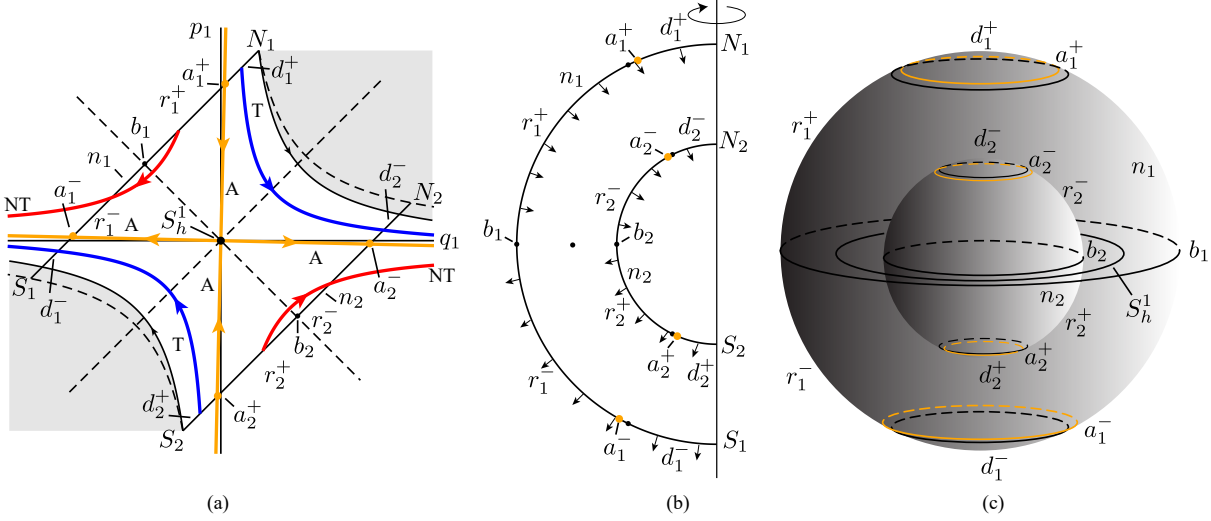 p₁
N₁
a₁⁺
d₁⁺
r₁⁺
T
b₁
n₁
d₂⁻
N₂
a₁⁻
NT
A
r₁⁻
A
S_h¹
q₁
A
A
NT
S₁
d₁⁻
a₂⁻
n₂
r₂⁻
T
b₂
r₂⁺
d₂⁺
a₂⁺
S₂
(a)
d₁⁺
a₁⁺
N₁
n₁
r₁⁺
d₂⁻
N₂
a₂⁻
r₂⁻
b₁
b₂
n₂
r₂⁺
S₂
a₂⁺
d₂⁺
r₁⁻
S₁
a₁⁻
d₁⁻
(b)
d₁⁺
a₁⁺
r₁⁺
d₂⁻
a₂⁻
n₁
r₂⁻
b₂
b₁
n₂
S_h¹
r₂⁺
a₂⁺
d₂⁺
r₁⁻
a₁⁻
d₁⁻
(c)